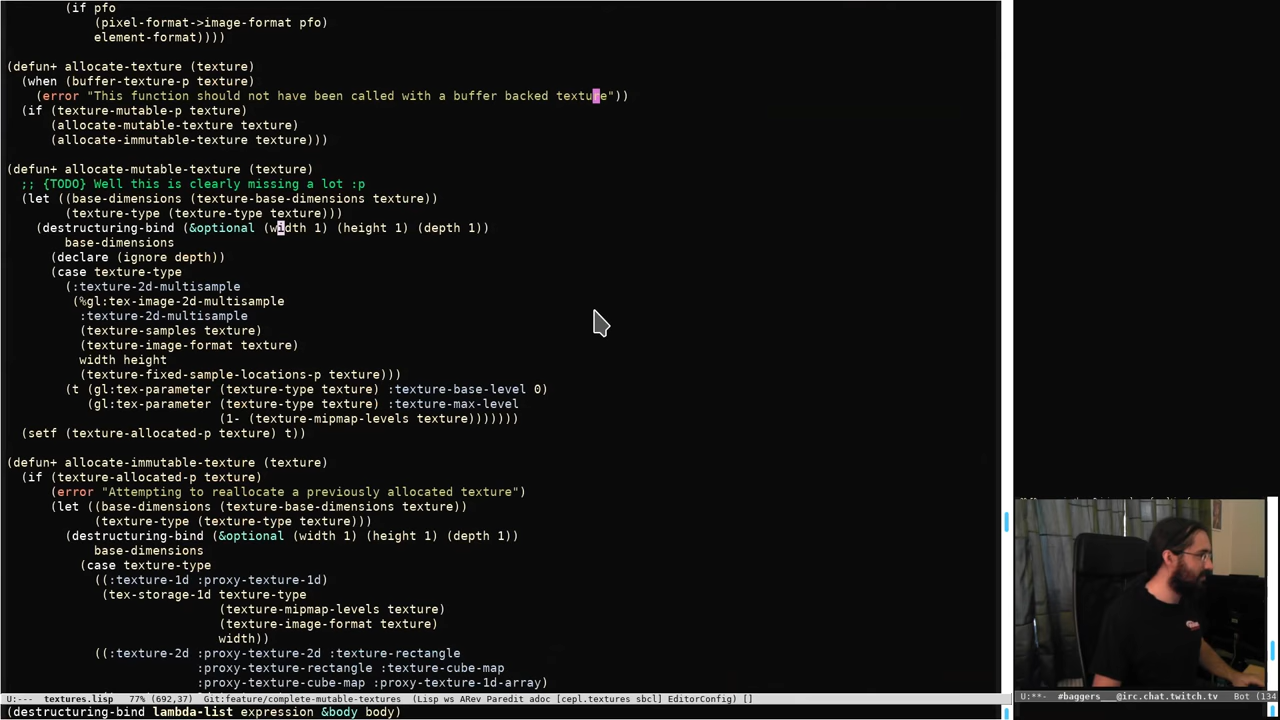 (if pfo
(pixel-format->image-format pfo)
element-format))))
(defun+ allocate-texture (texture)
(when (buffer-texture-p texture)
(error "This function should not have been called with a buffer backed texture"))
(if (texture-mutable-p texture)
(allocate-mutable-texture texture)
(allocate-immutable-texture texture)))
(defun+ allocate-mutable-texture (texture)
;; {TODO} Well this is clearly missing a lot :p
(let ((base-dimensions (texture-base-dimensions texture))
(texture-type (texture-type texture)))
(destructuring-bind (&optional (width 1) (height 1) (depth 1))
base-dimensions
(declare (ignore depth))
(case texture-type
(:texture-2d-multisample
(%gl:tex-image-2d-multisample
:texture-2d-multisample
(texture-samples texture)
(texture-image-format texture)
width height
(texture-fixed-sample-locations-p texture)))
(t (gl:tex-parameter (texture-type texture) :texture-base-level 0)
(gl:tex-parameter (texture-type texture) :texture-max-level
(1- (texture-mipmap-levels texture)))))))
(setf (texture-allocated-p texture) t))
(defun+ allocate-immutable-texture (texture)
(if (texture-allocated-p texture)
(error "Attempting to reallocate a previously allocated texture")
(let ((base-dimensions (texture-base-dimensions texture))
(texture-type (texture-type texture)))
(destructuring-bind (&optional (width 1) (height 1) (depth 1))
base-dimensions
(case texture-type
((:texture-1d :proxy-texture-1d)
(tex-storage-1d texture-type
(texture-mipmap-levels texture)
(texture-image-format texture)
width))
((:texture-2d :proxy-texture-2d :texture-rectangle
:proxy-texture-rectangle :texture-cube-map
:proxy-texture-cube-map :proxy-texture-1d-array)
U:--- textures.lisp 77% (692,37) Git:feature/complete-mutable-textures (Lisp ws ARev Paredit adoc [cepl.textures sbcl] EditorConfig) []
U:**- #baggers__@irc.chat.twitch.tv Bot (134
(destructuring-bind lambda-list expression &body body)